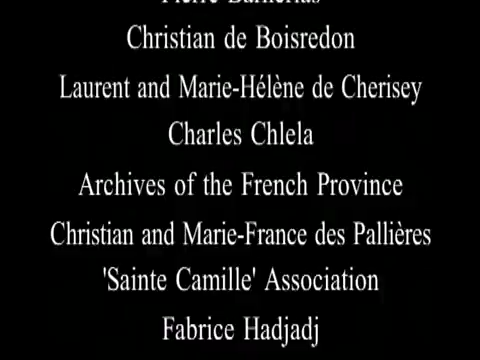 Christian de Boisredon
Laurent and Marie-Hélène de Cherisey
Charles Chlela
Archives of the French Province
Christian and Marie-France des Pallières
'Sainte Camille' Association
Fabrice Hadjadj